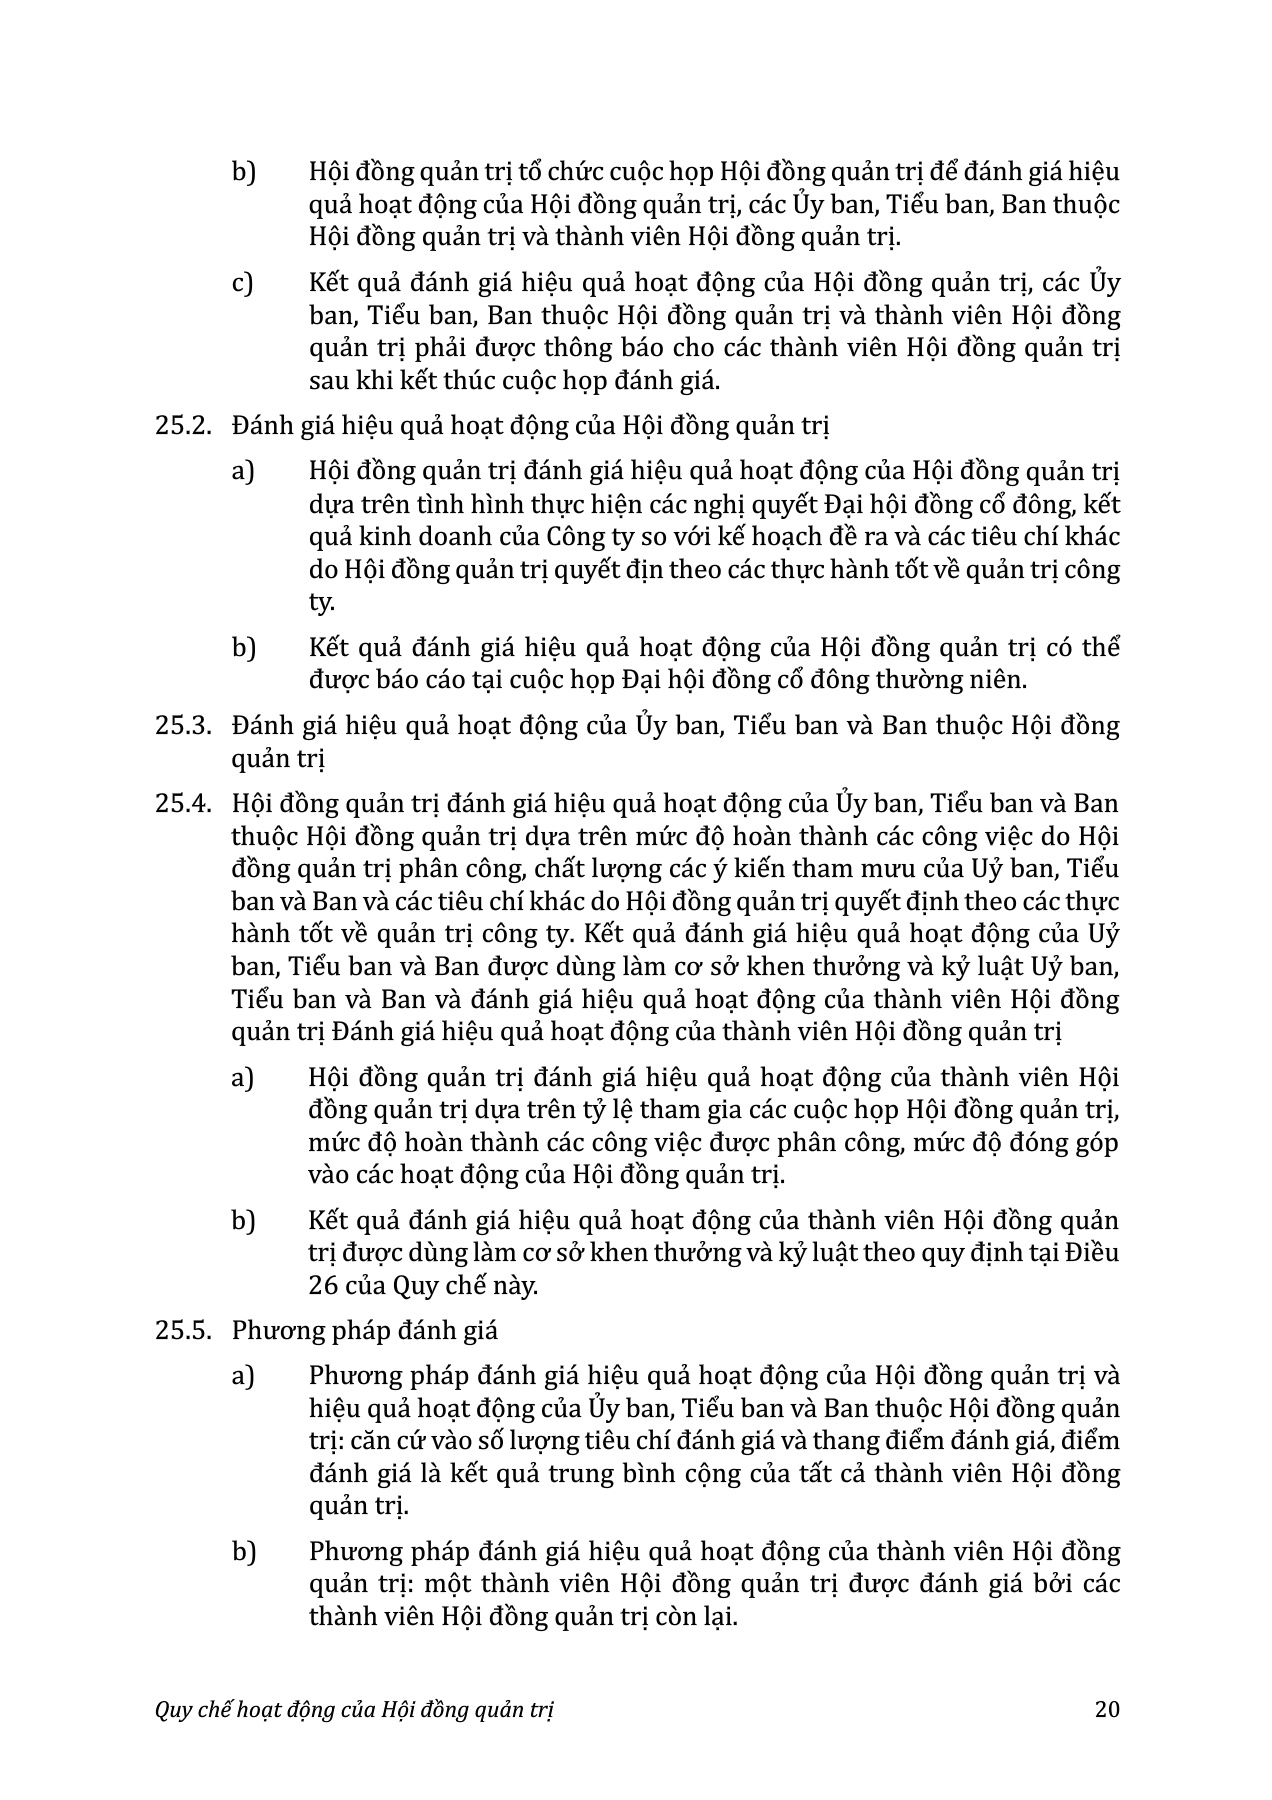 b) Hội đồng quản trị tổ chức cuộc họp Hội đồng quản trị để đánh giá hiệu
quả hoạt động của Hội đồng quản trị, các Ủy ban, Tiểu ban, Ban thuộc
Hội đồng quản trị và thành viên Hội đồng quản trị.
c) Kết quả đánh giá hiệu quả hoạt động của Hội đồng quản trị, các Ủy
ban, Tiểu ban, Ban thuộc Hội đồng quản trị và thành viên Hội đồng
quản trị phải được thông báo cho các thành viên Hội đồng quản trị
sau khi kết thúc cuộc họp đánh giá.
25.2. Đánh giá hiệu quả hoạt động của Hội đồng quản trị
a) Hội đồng quản trị đánh giá hiệu quả hoạt động của Hội đồng quản trị
dựa trên tình hình thực hiện các nghị quyết Đại hội đồng cổ đông, kết
quả kinh doanh của Công ty so với kế hoạch đề ra và các tiêu chí khác
do Hội đồng quản trị quyết địn theo các thực hành tốt về quản trị công
ty.
b) Kết quả đánh giá hiệu quả hoạt động của Hội đồng quản trị có thể
được báo cáo tại cuộc họp Đại hội đồng cổ đông thường niên.
25.3. Đánh giá hiệu quả hoạt động của Ủy ban, Tiểu ban và Ban thuộc Hội đồng
quản trị
25.4. Hội đồng quản trị đánh giá hiệu quả hoạt động của Ủy ban, Tiểu ban và Ban
thuộc Hội đồng quản trị dựa trên mức độ hoàn thành các công việc do Hội
đồng quản trị phân công, chất lượng các ý kiến tham mưu của Uỷ ban, Tiểu
ban và Ban và các tiêu chí khác do Hội đồng quản trị quyết định theo các thực
hành tốt về quản trị công ty. Kết quả đánh giá hiệu quả hoạt động của Uỷ
ban, Tiểu ban và Ban được dùng làm cơ sở khen thưởng và kỷ luật Uỷ ban,
Tiểu ban và Ban và đánh giá hiệu quả hoạt động của thành viên Hội đồng
quản trị Đánh giá hiệu quả hoạt động của thành viên Hội đồng quản trị
a) Hội đồng quản trị đánh giá hiệu quả hoạt động của thành viên Hội
đồng quản trị dựa trên tỷ lệ tham gia các cuộc họp Hội đồng quản trị,
mức độ hoàn thành các công việc được phân công, mức độ đóng góp
vào các hoạt động của Hội đồng quản trị.
b) Kết quả đánh giá hiệu quả hoạt động của thành viên Hội đồng quản
trị được dùng làm cơ sở khen thưởng và kỷ luật theo quy định tại Điều
26 của Quy chế này.
25.5. Phương pháp đánh giá
a) Phương pháp đánh giá hiệu quả hoạt động của Hội đồng quản trị và
hiệu quả hoạt động của Ủy ban, Tiểu ban và Ban thuộc Hội đồng quản
trị: căn cứ vào số lượng tiêu chí đánh giá và thang điểm đánh giá, điểm
đánh giá là kết quả trung bình cộng của tất cả thành viên Hội đồng
quản trị.
b) Phương pháp đánh giá hiệu quả hoạt động của thành viên Hội đồng
quản trị: một thành viên Hội đồng quản trị được đánh giá bởi các
thành viên Hội đồng quản trị còn lại.
Quy chế hoạt động của Hội đồng quản trị 20